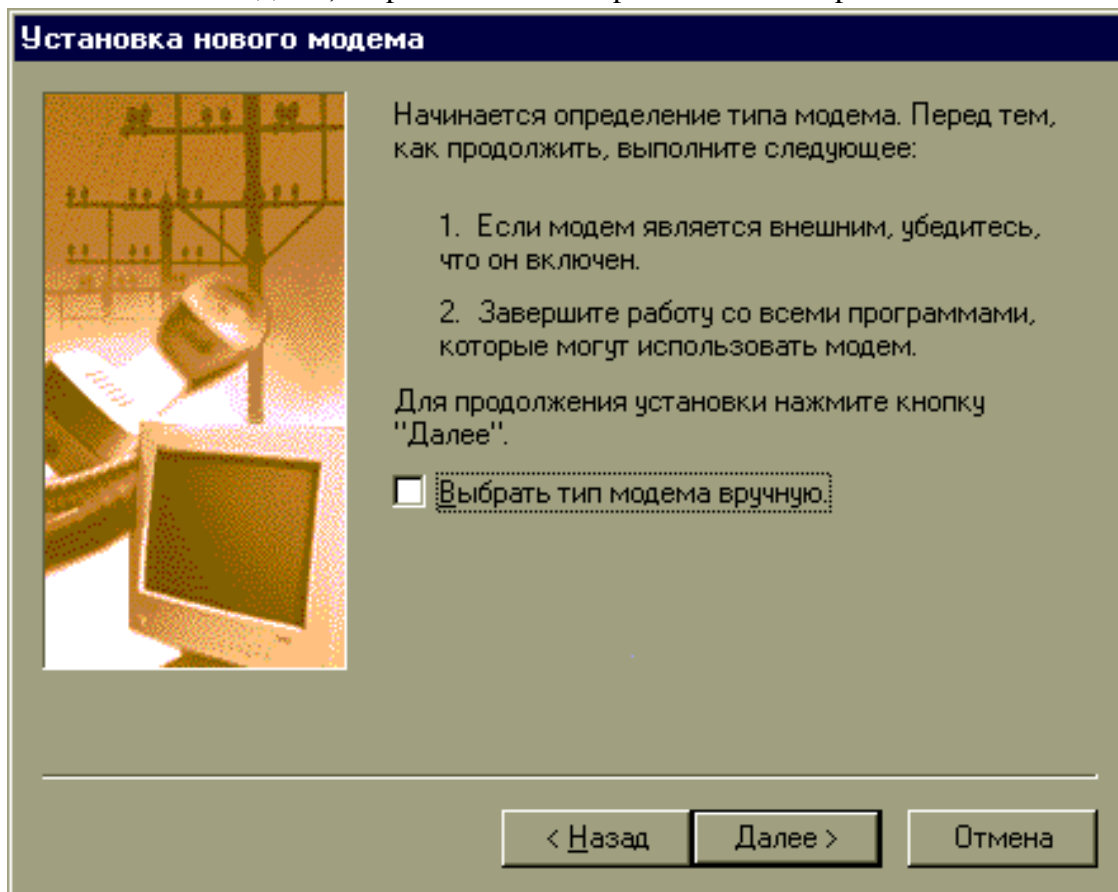 Установка нового модема
Начинается определение типа модема. Перед тем,
как продолжить, выполните следующее:
1. Если модем является внешним, убедитесь,
что он включен.
2. Завершите работу со всеми программами,
которые могут использовать модем.
Для продолжения установки нажмите кнопку
"Далее".
Выбрать тип модема вручную.
< Назад Далее > Отмена